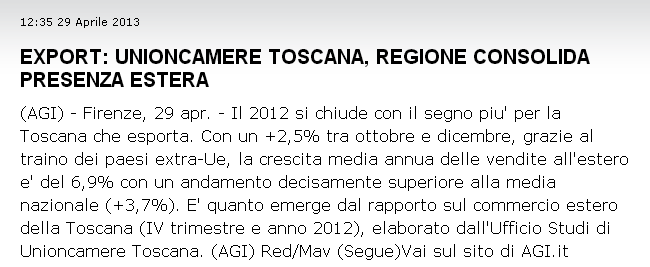 12:35 29 Aprile 2013
EXPORT: UNIONCAMERE TOSCANA, REGIONE CONSOLIDA
PRESENZA ESTERA
(AGI) - Firenze, 29 apr. - Il 2012 si chiude con il segno piu' per la
Toscana che esporta. Con un +2,5% tra ottobre e dicembre, grazie al
traino dei paesi extra-Ue, la crescita media annua delle vendite all'estero
e' del 6,9% con un andamento decisamente superiore alla media
nazionale (+3,7%). E' quanto emerge dal rapporto sul commercio estero
della Toscana (IV trimestre e anno 2012), elaborato dall'Ufficio Studi di
Unioncamere Toscana. (AGI) Red/Mav (Segue)Vai sul sito di AGI.it